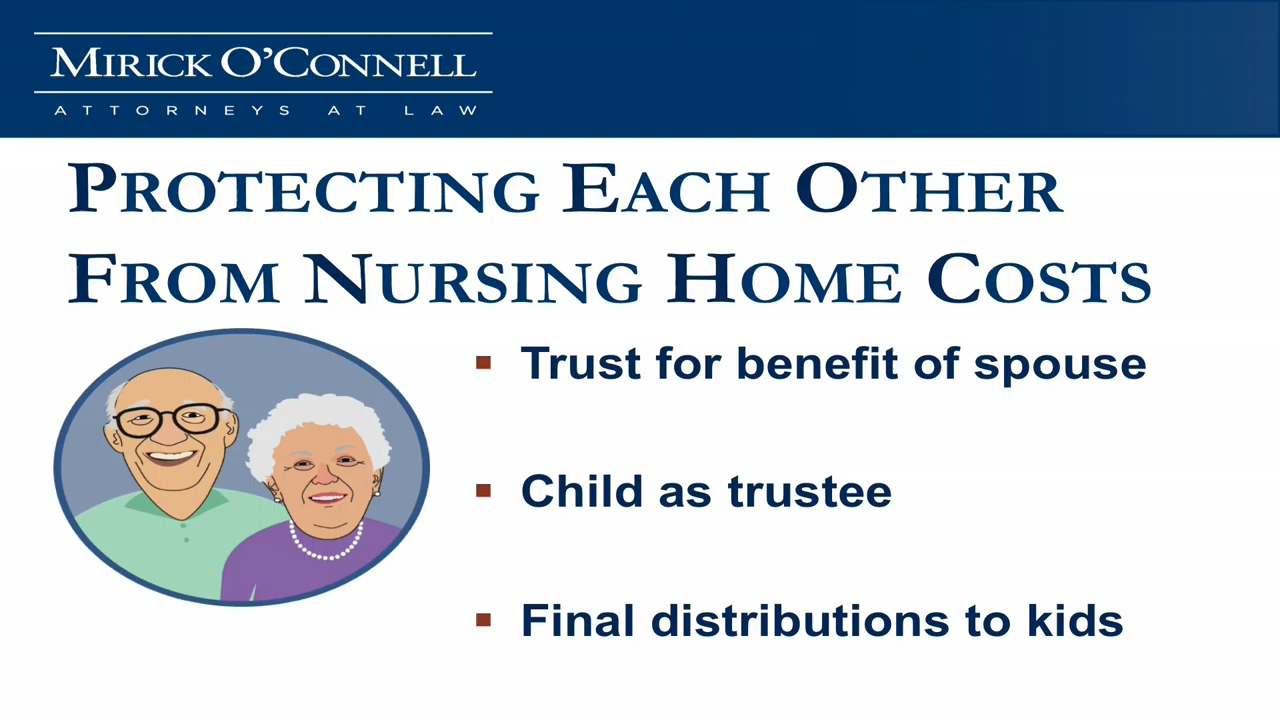 MIRICK O'CONNELL
ATTORNEYS AT LAW
PROTECTING EACH OTHER
FROM NURSING HOME COSTS
▪ Trust for benefit of spouse
▪ Child as trustee
▪ Final distributions to kids